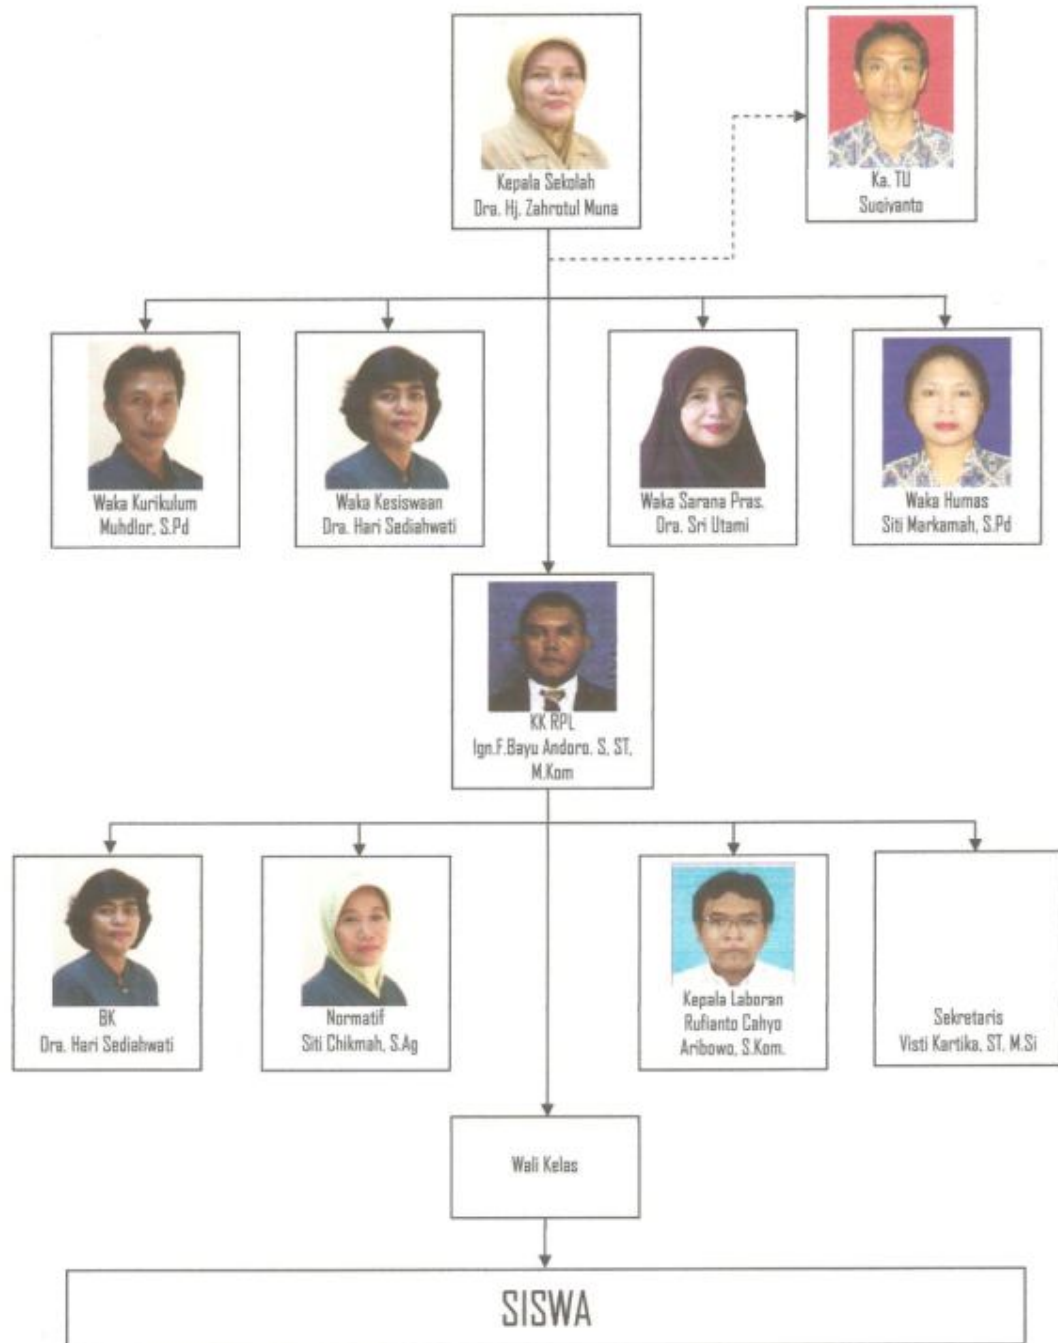 Kepala Sekolah
Dra. Hj. Zahrotul Muna
Ka. TU
Sugiyanto
Waka Kurikulum
Muhdlor, S.Pd
Waka Kesiswaan
Dra. Hari Sediahwati
Waka Sarana Pras.
Dra. Sri Utami
Waka Humas
Siti Markamah, S.Pd
KK RPL
Ign.F.Bayu Andoro. S, ST,
M.Kom
BK
Dra. Hari Sediahwati
Normatif
Siti Chikmah, S.Ag
Kepala Laboran
Rufianto Cahyo
Aribowo, S.Kom.
Sekretaris
Visti Kartika, ST, M.Si
Wali Kelas
SISWA